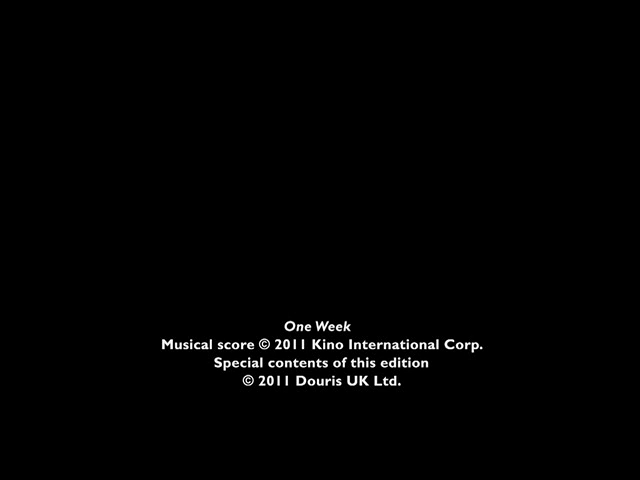 One Week
Musical score © 2011 Kino International Corp.
Special contents of this edition
© 2011 Douris UK Ltd.